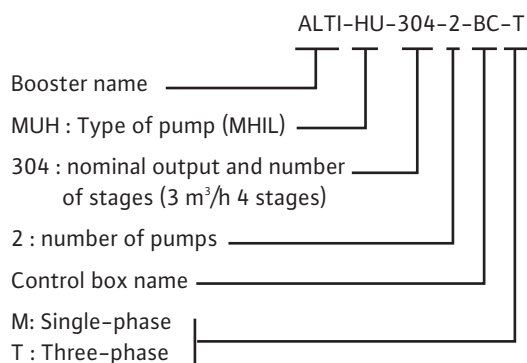 ALTI-HU-304-2-BC-T
Booster name
MUH : Type of pump (MHIL)
304 : nominal output and number
of stages (3 m³/h 4 stages)
2 : number of pumps
Control box name
M: Single-phase
T : Three-phase